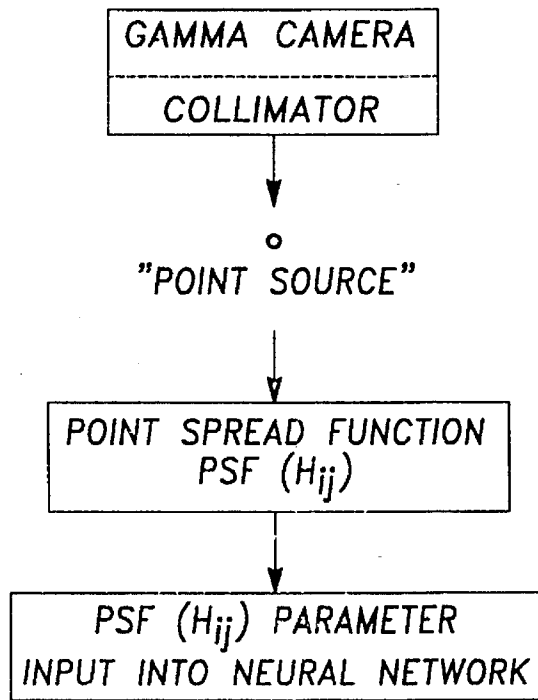 GAMMA CAMERA
COLLIMATOR
"POINT SOURCE"
POINT SPREAD FUNCTION
PSF (Hij)
PSF (Hij) PARAMETER
INPUT INTO NEURAL NETWORK